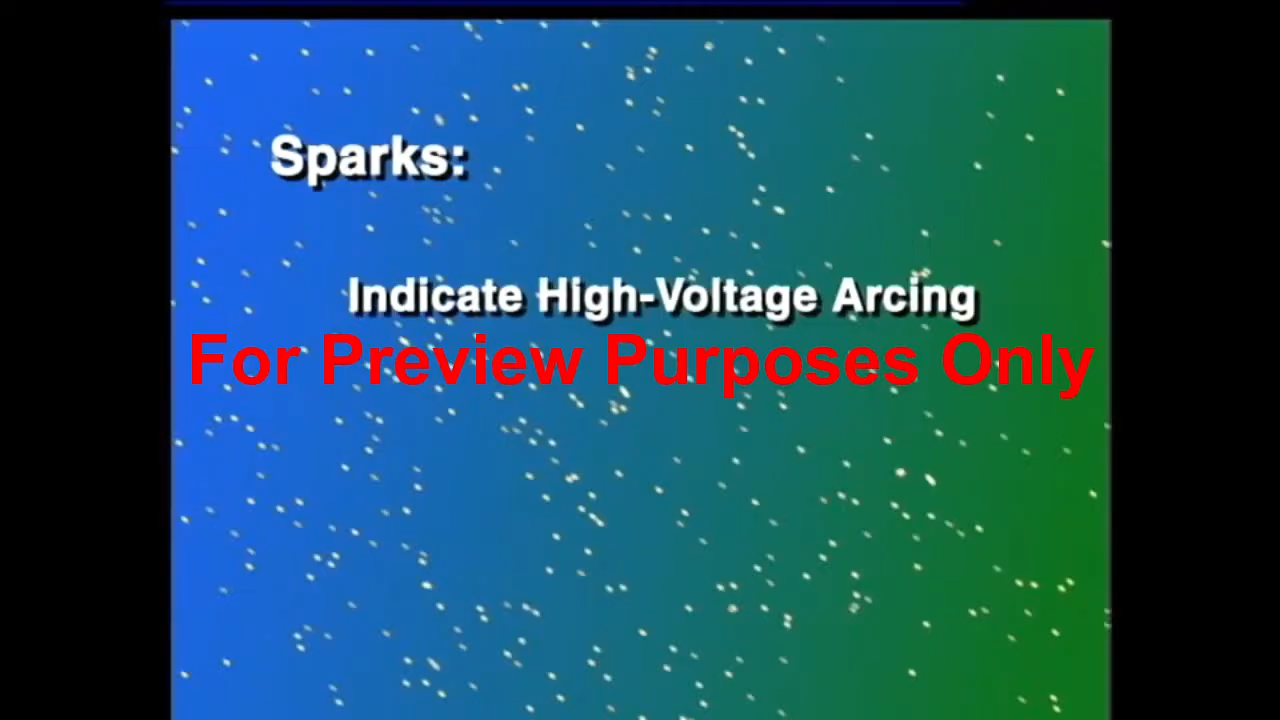 Sparks:
Indicate High-Voltage Arcing
For Preview Purposes Only